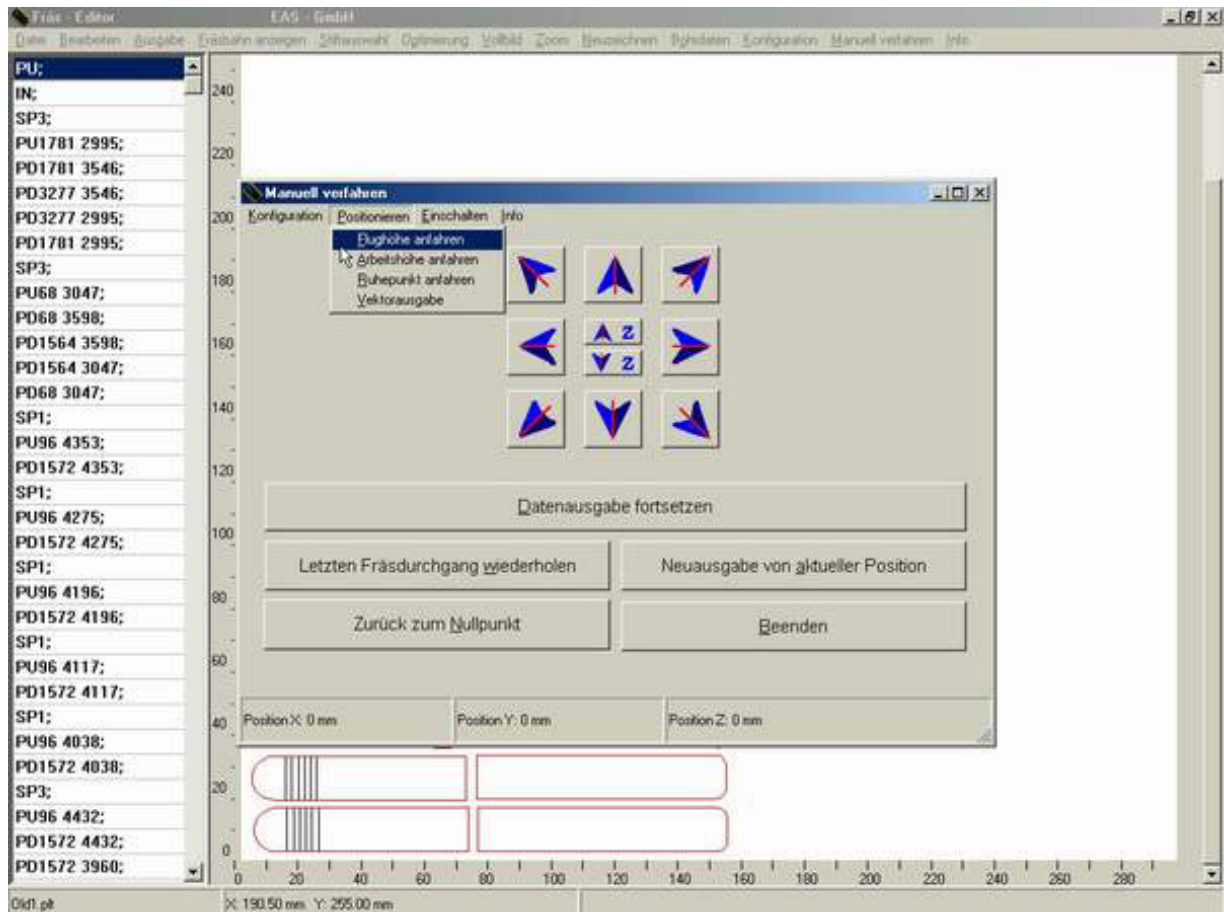 Fräs - Editor EAS - GmbH
Datei Bearbeiten Ausgabe Fräsbahn anzeigen Stiftauswahl Optimierung Vollbild Zoom Neuzeichnen Bohrdaten Konfiguration Manuell verfahren Info
PU;
IN;
SP3;
PU1781 2995;
PD1781 3546;
PD3277 3546;
PD3277 2995;
PD1781 2995;
SP3;
PU68 3047;
PD68 3598;
PD1564 3598;
PD1564 3047;
PD68 3047;
SP1;
PU96 4353;
PD1572 4353;
SP1;
PU96 4275;
PD1572 4275;
SP1;
PU96 4196;
PD1572 4196;
SP1;
PU96 4117;
PD1572 4117;
SP1;
PU96 4038;
PD1572 4038;
SP3;
PU96 4432;
PD1572 4432;
PD1572 3960;
240
220
200
180
160
140
120
100
80
60
40
20
0
Manuell verfahren
Konfiguration Positionieren Einschalten Info
Flughöhe anfahren
Arbeitshöhe anfahren
Ruhepunkt anfahren
Vektorausgabe
Z
Z
Datenausgabe fortsetzen
Letzten Fräsdurchgang wiederholen Neuausgabe von aktueller Position
Zurück zum Nullpunkt Beenden
Position X: 0 mm Position Y: 0 mm Position Z: 0 mm
0 20 40 60 80 100 120 140 160 180 200 220 240 260 280
Old1.plt X: 190.50 mm Y: 255.00 mm